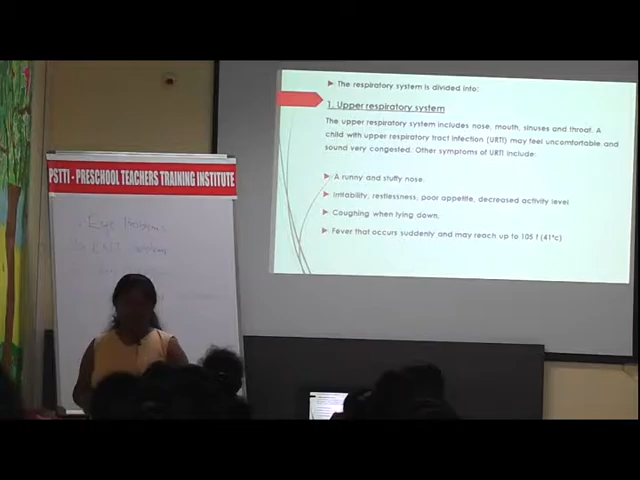 The respiratory system is divided into:
1. Upper respiratory system
The upper respiratory system includes nose, mouth, sinuses and throat. A
child with upper respiratory tract infection (URTI) may feel uncomfortable and
sound very congested. Other symptoms of URTI include:
A runny and stuffy nose.
Irritability, restlessness, poor appetite, decreased activity level
Coughing when lying down.
Fever that occurs suddenly and may reach up to 105 f (41°c)
PSTTI - PRESCHOOL TEACHERS TRAINING INSTITUTE
Eye Problems